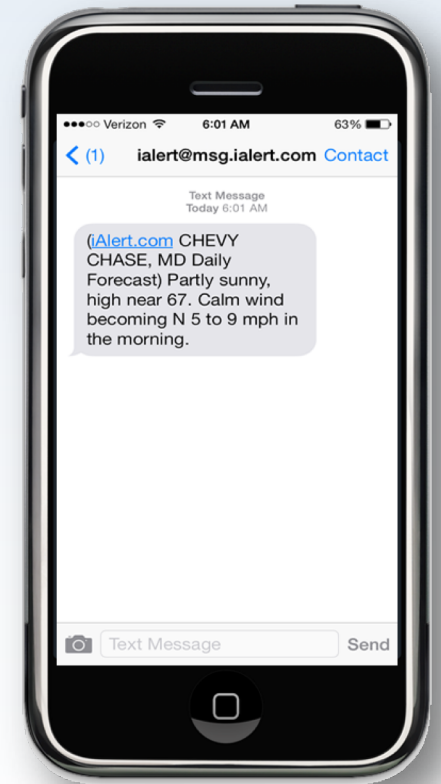 Verizon 6:01 AM 63%
(1) ialert@msg.ialert.com Contact
Text Message
Today 6:01 AM
(iAlert.com CHEVY
CHASE, MD Daily
Forecast) Partly sunny,
high near 67. Calm wind
becoming N 5 to 9 mph in
the morning.
Text Message Send